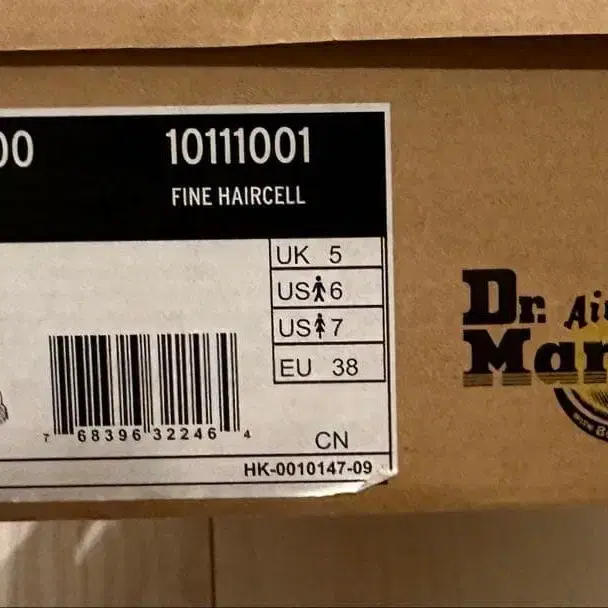 00 10111001
FINE HAIRCELL
UK 5
US 6
US 7
EU 38
7 68396 32246 4
CN
HK-0010147-09
Dr. Air
Mar